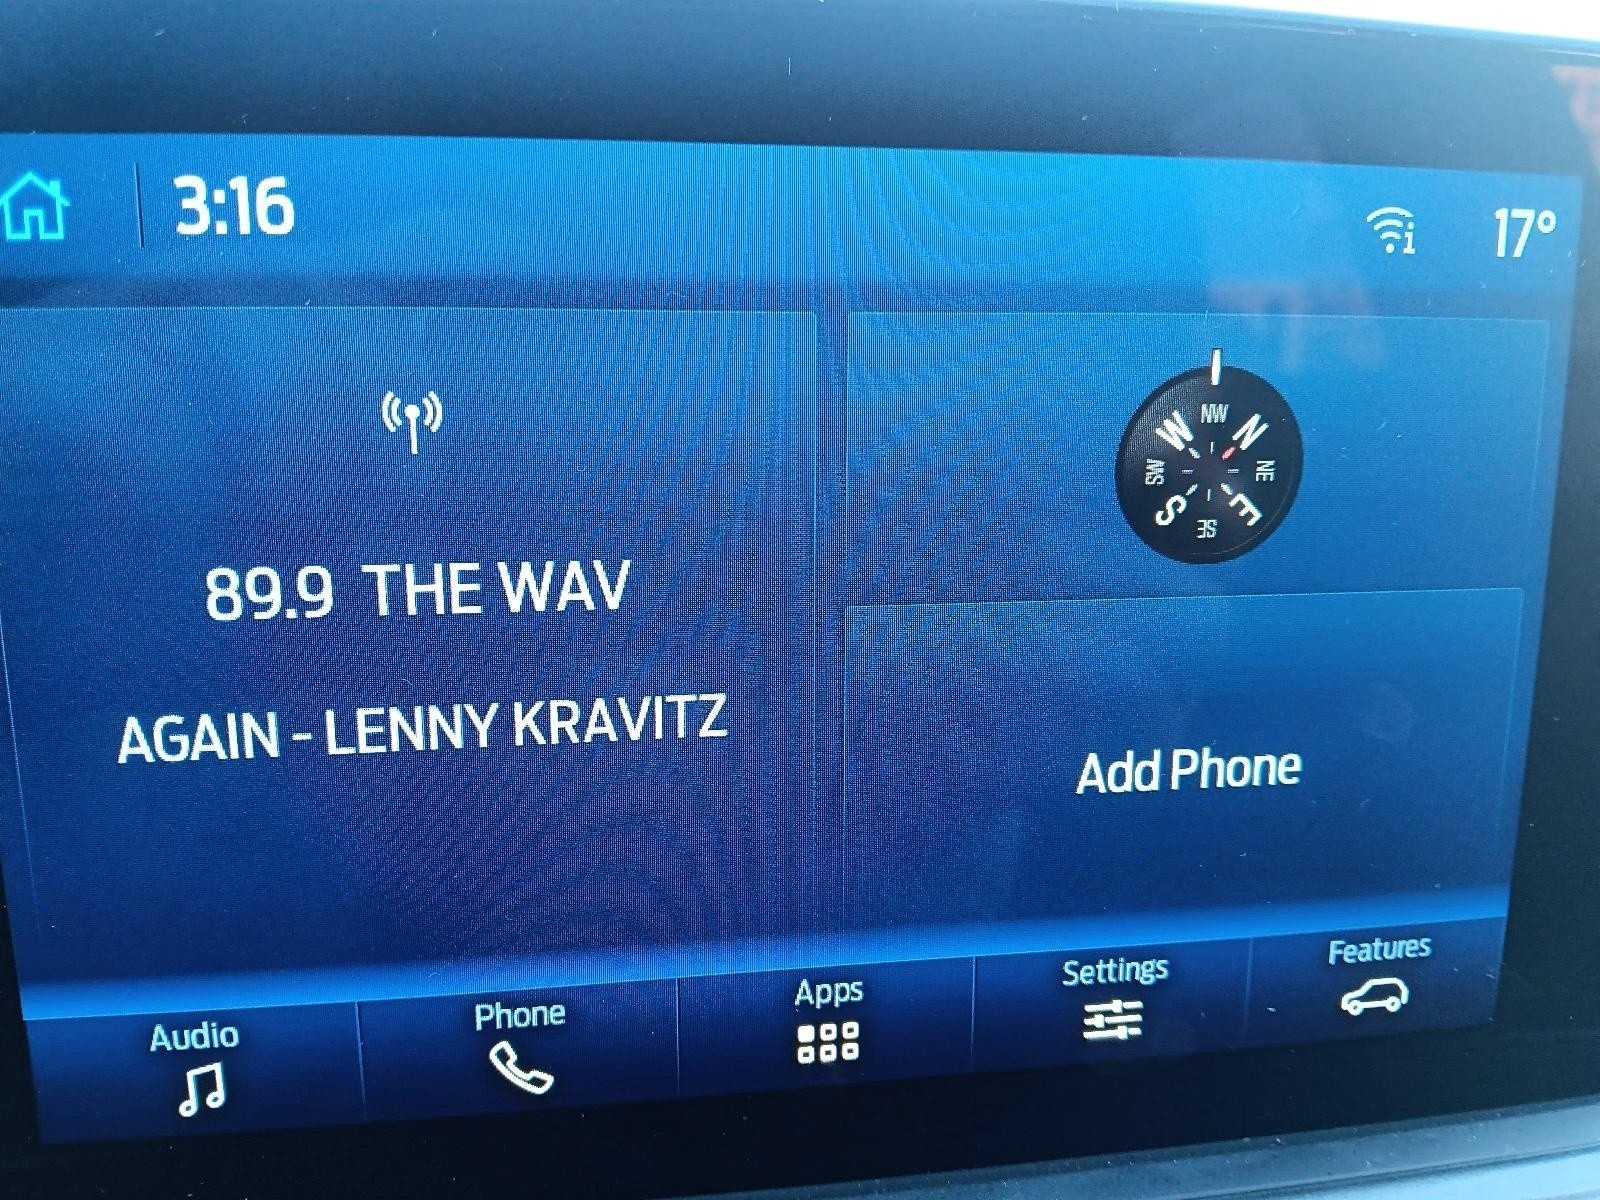 3:16
17°
NW
W
N
SW
NE
S
E
SE
89.9 THE WAV
AGAIN - LENNY KRAVITZ
Add Phone
Audio
Phone
Apps
Settings
Features